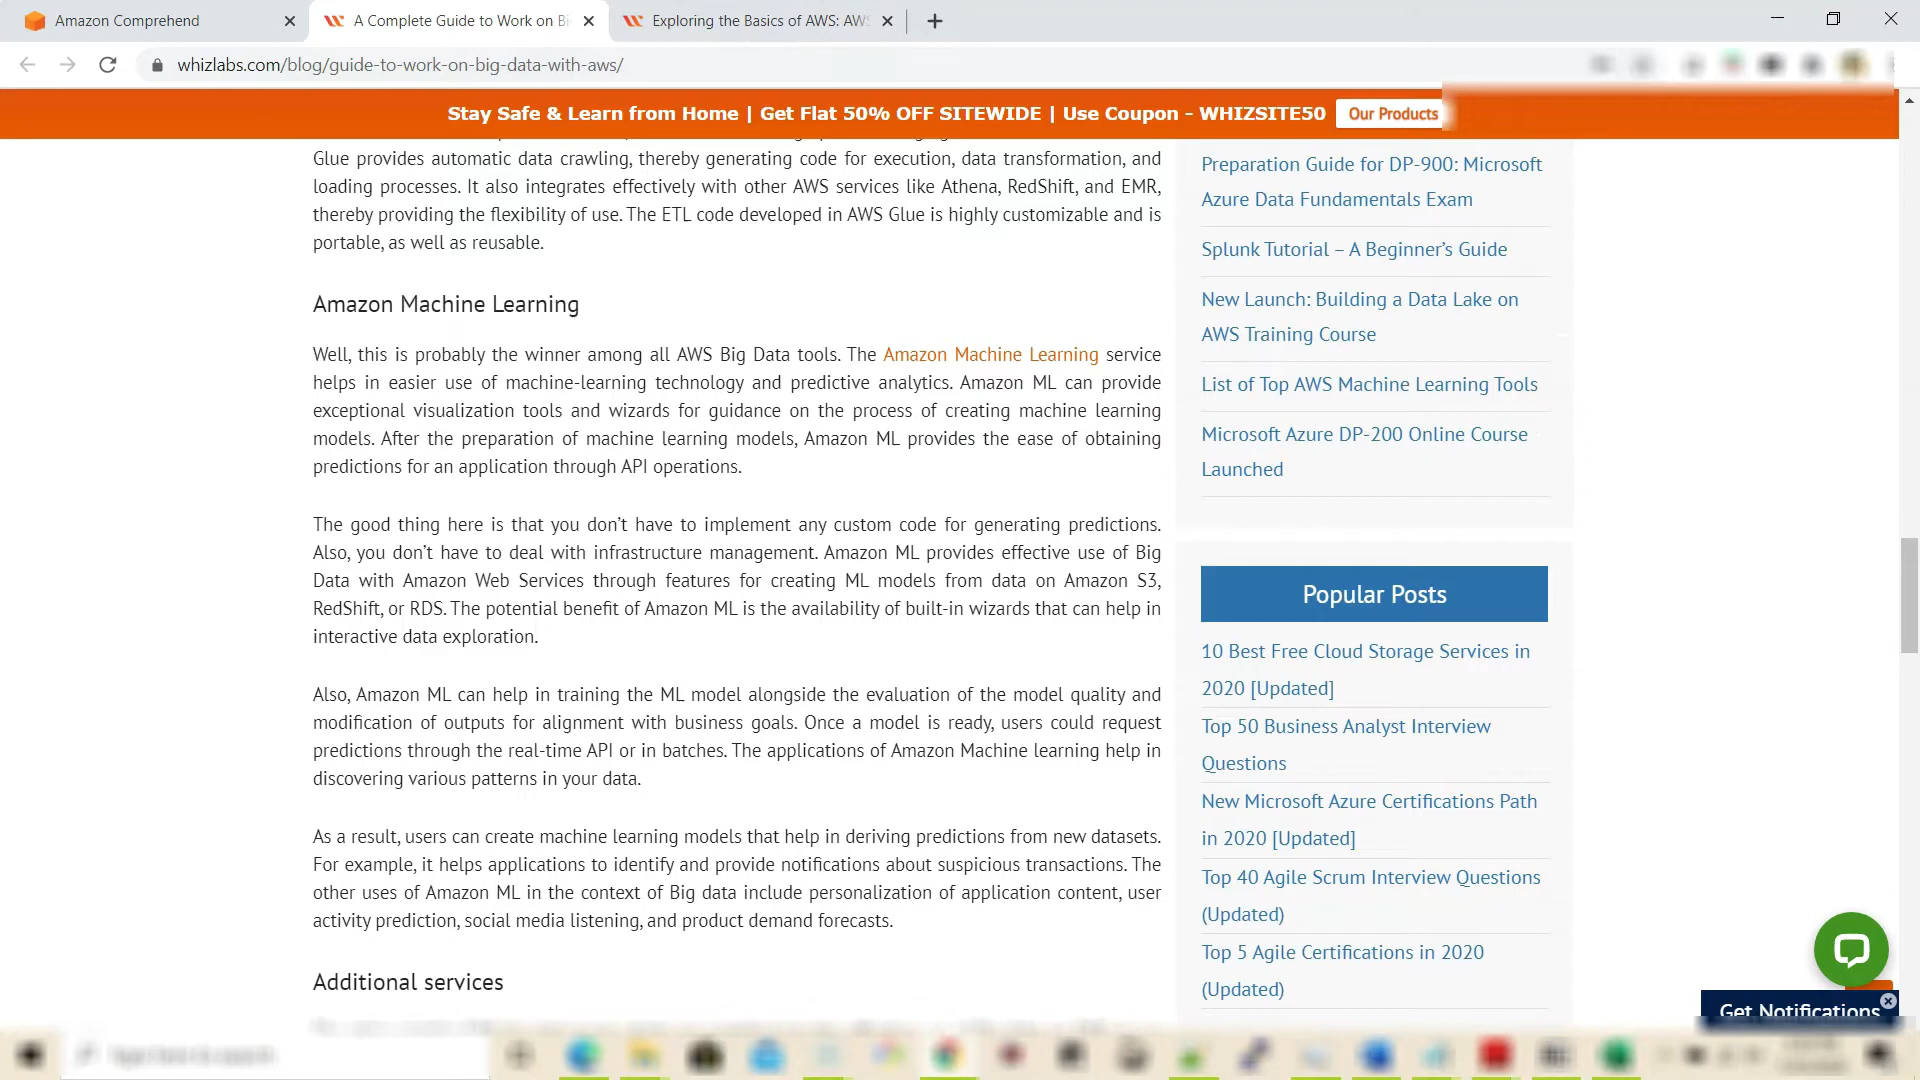 Amazon Comprehend
A Complete Guide to Work on Bi
Exploring the Basics of AWS: AWS
whizlabs.com/blog/guide-to-work-on-big-data-with-aws/
Stay Safe & Learn from Home | Get Flat 50% OFF SITEWIDE | Use Coupon - WHIZSITE50
Our Products
Glue provides automatic data crawling, thereby generating code for execution, data transformation, and
loading processes. It also integrates effectively with other AWS services like Athena, RedShift, and EMR,
thereby providing the flexibility of use. The ETL code developed in AWS Glue is highly customizable and is
portable, as well as reusable.
Amazon Machine Learning
Well, this is probably the winner among all AWS Big Data tools. The Amazon Machine Learning service
helps in easier use of machine-learning technology and predictive analytics. Amazon ML can provide
exceptional visualization tools and wizards for guidance on the process of creating machine learning
models. After the preparation of machine learning models, Amazon ML provides the ease of obtaining
predictions for an application through API operations.
The good thing here is that you don’t have to implement any custom code for generating predictions.
Also, you don’t have to deal with infrastructure management. Amazon ML provides effective use of Big
Data with Amazon Web Services through features for creating ML models from data on Amazon S3,
RedShift, or RDS. The potential benefit of Amazon ML is the availability of built-in wizards that can help in
interactive data exploration.
Also, Amazon ML can help in training the ML model alongside the evaluation of the model quality and
modification of outputs for alignment with business goals. Once a model is ready, users could request
predictions through the real-time API or in batches. The applications of Amazon Machine learning help in
discovering various patterns in your data.
As a result, users can create machine learning models that help in deriving predictions from new datasets.
For example, it helps applications to identify and provide notifications about suspicious transactions. The
other uses of Amazon ML in the context of Big data include personalization of application content, user
activity prediction, social media listening, and product demand forecasts.
Additional services
Preparation Guide for DP-900: Microsoft
Azure Data Fundamentals Exam
Splunk Tutorial – A Beginner’s Guide
New Launch: Building a Data Lake on
AWS Training Course
List of Top AWS Machine Learning Tools
Microsoft Azure DP-200 Online Course
Launched
Popular Posts
10 Best Free Cloud Storage Services in
2020 [Updated]
Top 50 Business Analyst Interview
Questions
New Microsoft Azure Certifications Path
in 2020 [Updated]
Top 40 Agile Scrum Interview Questions
(Updated)
Top 5 Agile Certifications in 2020
(Updated)
Get Notifications
Type here to search